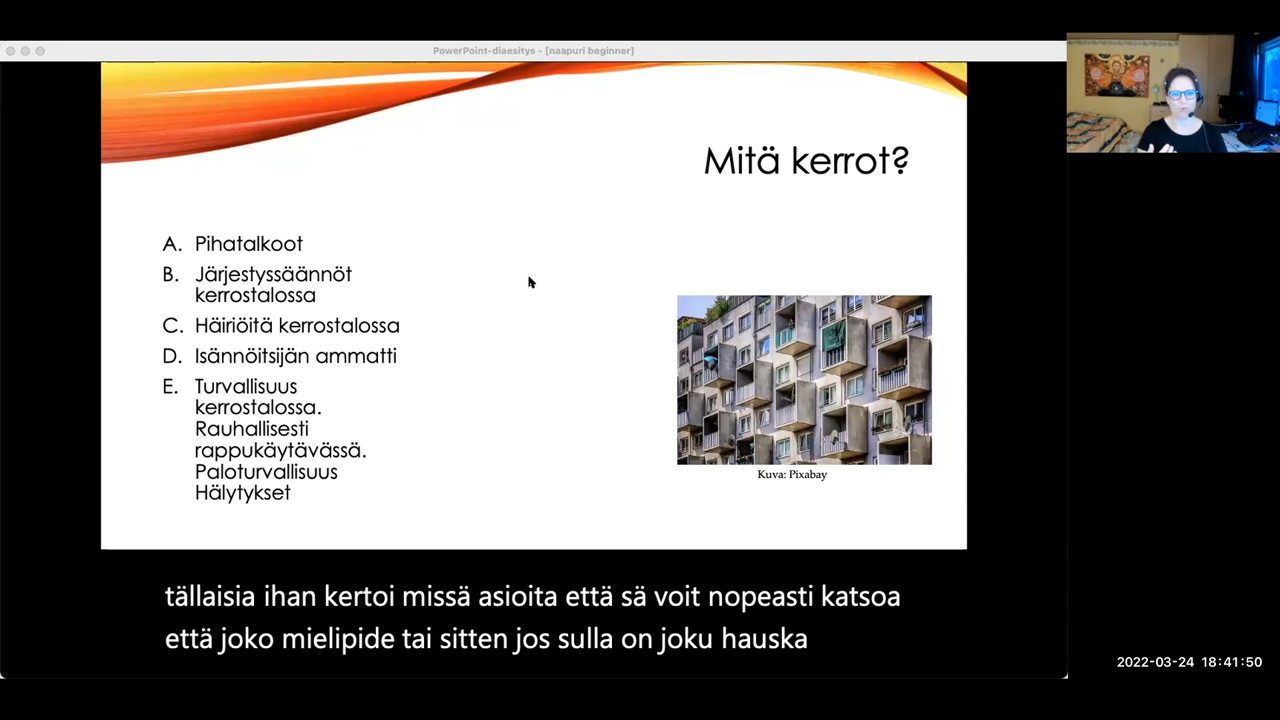 PowerPoint-diaesitys - [naapuri beginner]
Mitä kerrot?
A. Pihatalkoot
B. Järjestyssäännöt
kerrostalossa
C. Häiriöitä kerrostalossa
D. Isännöitsijän ammatti
E. Turvallisuus
kerrostalossa.
Rauhallisesti
rappukäytävässä.
Paloturvallisuus
Hälytykset
Kuva: Pixabay
tällaisia ihan kertoi missä asioita että sä voit nopeasti katsoa
että joko mielipide tai sitten jos sulla on joku hauska
2022-03-24 18:41:50